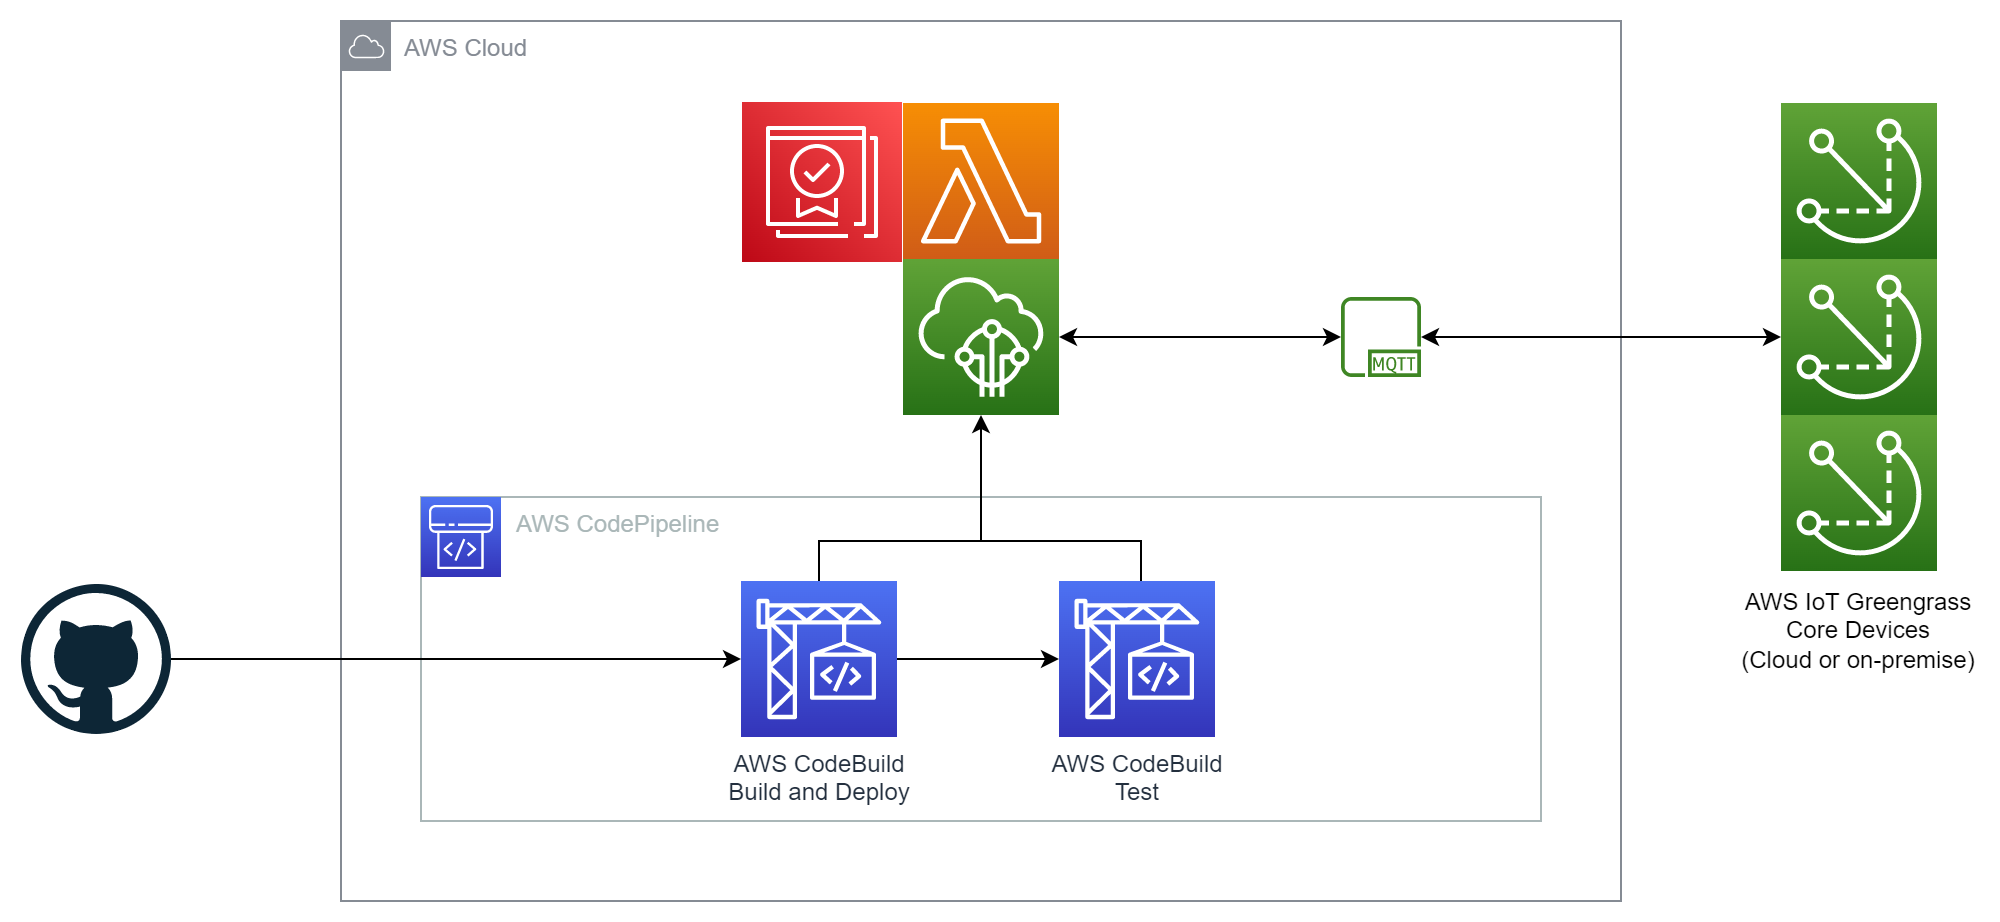 AWS Cloud
MQTT
AWS IoT Greengrass
Core Devices
(Cloud or on-premise)
AWS CodePipeline
</>
</>
</>
AWS CodeBuild
Build and Deploy
AWS CodeBuild
Test